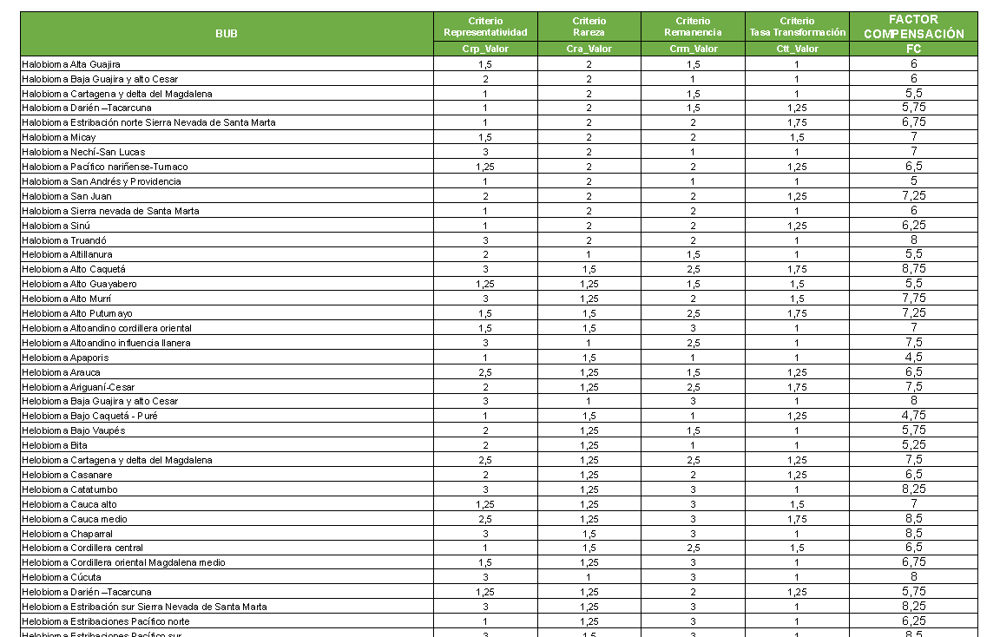 BUB | Criterio Representatividad | Criterio Rareza | Criterio Remanencia | Criterio Tasa Transformación | FACTOR COMPENSACIÓN
Crp_Valor | Cra_Valor | Crm_Valor | Ctt_Valor | FC
Halobioma Alta Guajira | 1,5 | 2 | 1,5 | 1 | 6
Halobioma Baja Guajira y alto Cesar | 2 | 2 | 1 | 1 | 6
Halobioma Cartagena y delta del Magdalena | 1 | 2 | 1,5 | 1 | 5,5
Halobioma Darién –Tacarcuna | 1 | 2 | 1,5 | 1,25 | 5,75
Halobioma Estribación norte Sierra Nevada de Santa Marta | 1 | 2 | 2 | 1,75 | 6,75
Halobioma Micay | 1,5 | 2 | 2 | 1,5 | 7
Halobioma Nechí-San Lucas | 3 | 2 | 1 | 1 | 7
Halobioma Pacífico nariñense-Tumaco | 1,25 | 2 | 2 | 1,25 | 6,5
Halobioma San Andrés y Providencia | 1 | 2 | 1 | 1 | 5
Halobioma San Juan | 2 | 2 | 2 | 1,25 | 7,25
Halobioma Sierra nevada de Santa Marta | 1 | 2 | 2 | 1 | 6
Halobioma Sinú | 1 | 2 | 2 | 1,25 | 6,25
Halobioma Truandó | 3 | 2 | 2 | 1 | 8
Helobioma Altillanura | 2 | 1 | 1,5 | 1 | 5,5
Helobioma Alto Caquetá | 3 | 1,5 | 2,5 | 1,75 | 8,75
Helobioma Alto Guayabero | 1,25 | 1,25 | 1,5 | 1,5 | 5,5
Helobioma Alto Murrí | 3 | 1,25 | 2 | 1,5 | 7,75
Helobioma Alto Putumayo | 1,5 | 1,5 | 2,5 | 1,75 | 7,25
Helobioma Altoandino cordillera oriental | 1,5 | 1,5 | 3 | 1 | 7
Helobioma Altoandino influencia llanera | 3 | 1 | 2,5 | 1 | 7,5
Helobioma Apaporis | 1 | 1,5 | 1 | 1 | 4,5
Helobioma Arauca | 2,5 | 1,25 | 1,5 | 1,25 | 6,5
Helobioma Ariguaní-Cesar | 2 | 1,25 | 2,5 | 1,75 | 7,5
Helobioma Baja Guajira y alto Cesar | 3 | 1 | 3 | 1 | 8
Helobioma Bajo Caquetá - Puré | 1 | 1,5 | 1 | 1,25 | 4,75
Helobioma Bajo Vaupés | 2 | 1,25 | 1,5 | 1 | 5,75
Helobioma Bita | 2 | 1,25 | 1 | 1 | 5,25
Helobioma Cartagena y delta del Magdalena | 2,5 | 1,25 | 2,5 | 1,25 | 7,5
Helobioma Casanare | 2 | 1,25 | 2 | 1,25 | 6,5
Helobioma Catatumbo | 3 | 1,25 | 3 | 1 | 8,25
Helobioma Cauca alto | 1,25 | 1,25 | 3 | 1,5 | 7
Helobioma Cauca medio | 2,5 | 1,25 | 3 | 1,75 | 8,5
Helobioma Chaparral | 3 | 1,5 | 3 | 1 | 8,5
Helobioma Cordillera central | 1 | 1,5 | 2,5 | 1,5 | 6,5
Helobioma Cordillera oriental Magdalena medio | 1,5 | 1,25 | 3 | 1 | 6,75
Helobioma Cúcuta | 3 | 1 | 3 | 1 | 8
Helobioma Darién –Tacarcuna | 1,25 | 1,25 | 2 | 1,25 | 5,75
Helobioma Estribación sur Sierra Nevada de Santa Marta | 3 | 1,25 | 3 | 1 | 8,25
Helobioma Estribaciones Pacífico norte | 1 | 1,25 | 3 | 1 | 6,25
Helobioma Estribaciones Pacífico sur | 3 | 1,5 | 3 | 1 | 8,5